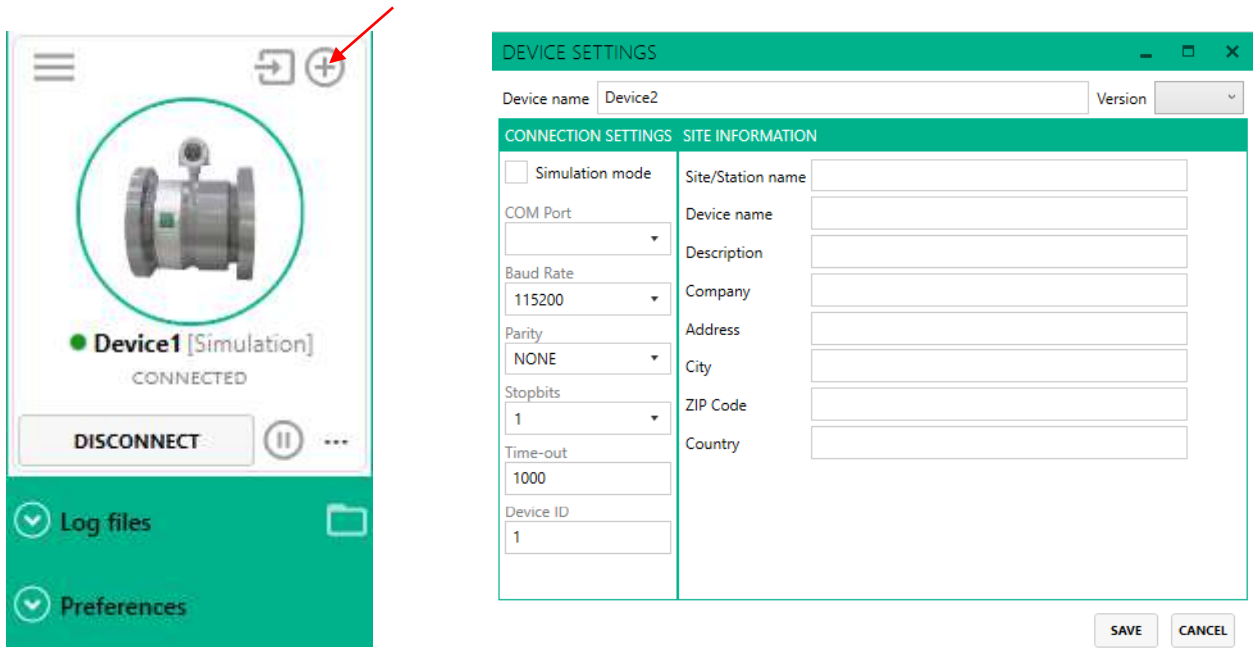 Device1 [Simulation]
CONNECTED
DISCONNECT
Log files
Preferences
DEVICE SETTINGS
Device name Device2 Version
CONNECTION SETTINGS SITE INFORMATION
Simulation mode
COM Port
Baud Rate
115200
Parity
NONE
Stopbits
1
Time-out
1000
Device ID
1
Site/Station name
Device name
Description
Company
Address
City
ZIP Code
Country
SAVE CANCEL